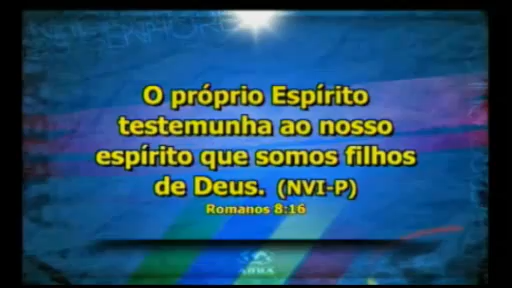 O próprio Espírito
testemunha ao nosso
espírito que somos filhos
de Deus. (NVI-P)
Romanos 8:16